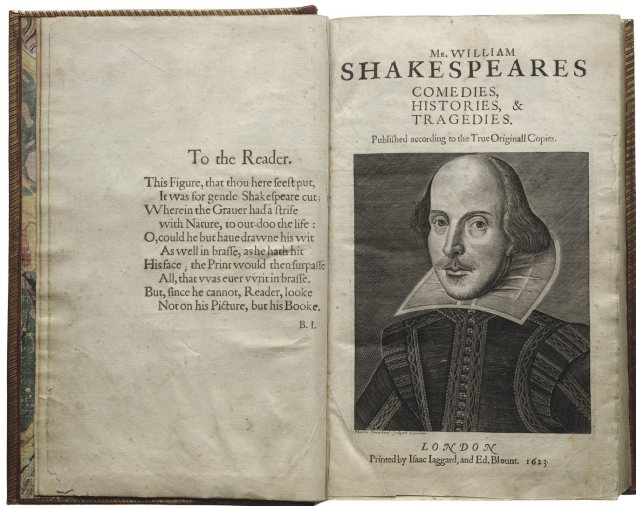 To the Reader.
This Figure, that thou here ſeeſt put,
It was for gentle Shakeſpeare cut:
Wherein the Grauer had a ſtrife
with Nature, to out-doo the life :
O, could he but haue drawne his wit
As well in braſſe, as he hath hit
His face ; the Print would then ſurpaſſe
All, that vvas euer vvrit in braſſe.
But, ſince he cannot, Reader, looke
Not on his Picture, but his Booke.
B. I.
Mr. WILLIAM
SHAKESPEARES
COMEDIES,
HISTORIES, &
TRAGEDIES.
Publiſhed according to the True Originall Copies.
LONDON
Printed by Iſaac Iaggard, and Ed. Blount. 1623.